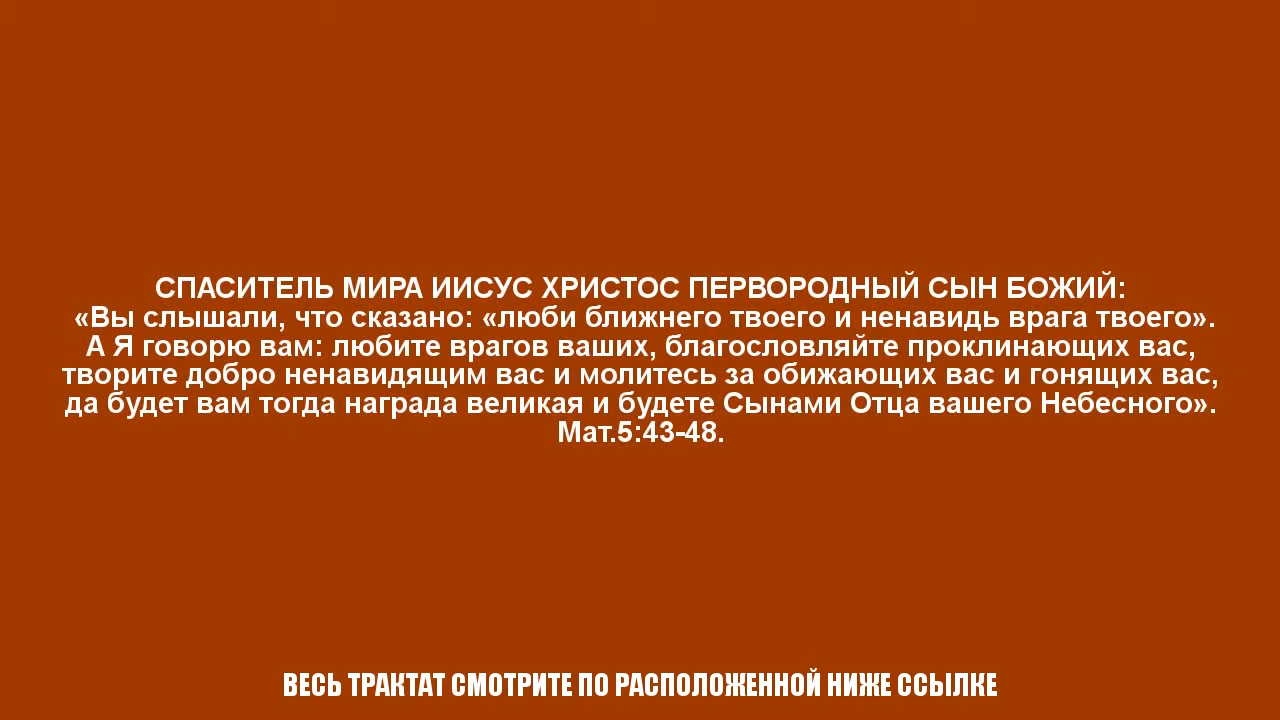 СПАСИТЕЛЬ МИРА ИИСУС ХРИСТОС ПЕРВОРОДНЫЙ СЫН БОЖИЙ:
«Вы слышали, что сказано: «люби ближнего твоего и ненавидь врага твоего».
А Я говорю вам: любите врагов ваших, благословляйте проклинающих вас,
творите добро ненавидящим вас и молитесь за обижающих вас и гонящих вас,
да будет вам тогда награда великая и будете Сынами Отца вашего Небесного».
Мат.5:43-48.
ВЕСЬ ТРАКТАТ СМОТРИТЕ ПО РАСПОЛОЖЕННОЙ НИЖЕ ССЫЛКЕ